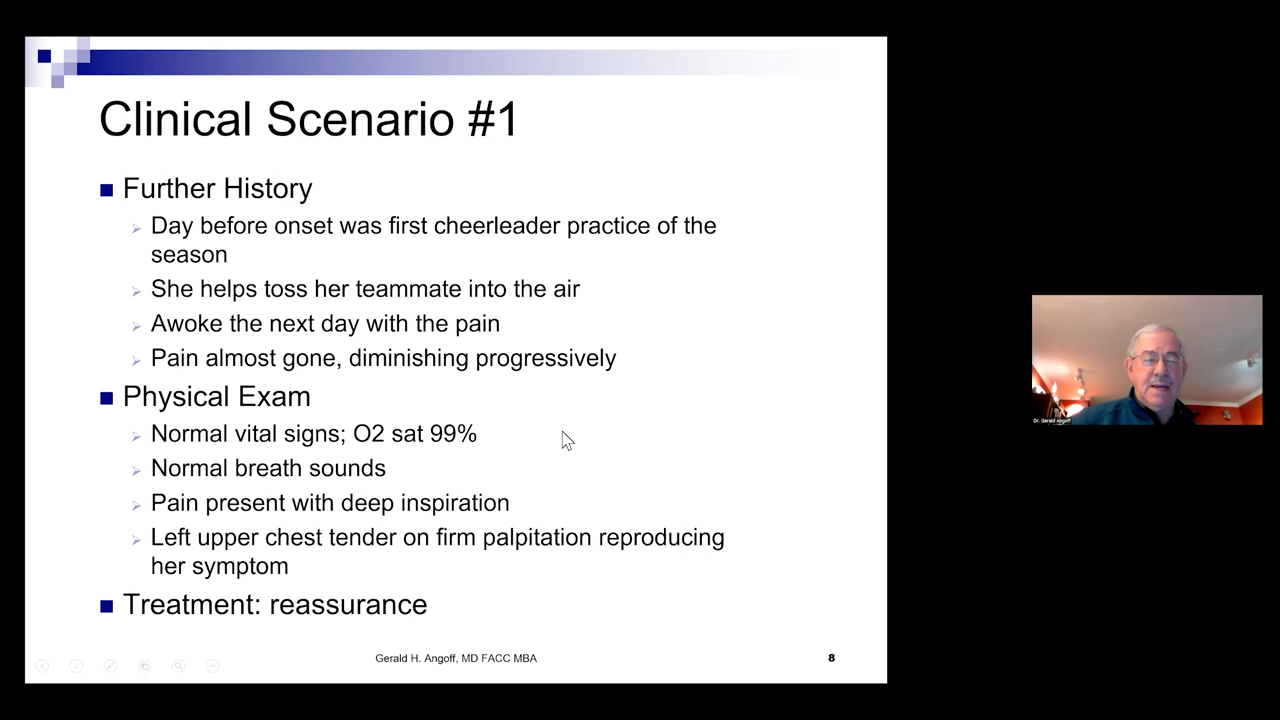 Clinical Scenario #1
Further History
Day before onset was first cheerleader practice of the
season
She helps toss her teammate into the air
Awoke the next day with the pain
Pain almost gone, diminishing progressively
Physical Exam
Normal vital signs; O2 sat 99%
Normal breath sounds
Pain present with deep inspiration
Left upper chest tender on firm palpitation reproducing
her symptom
Treatment: reassurance
Gerald H. Angoff, MD FACC MBA
8
Dr. Gerald Angoff